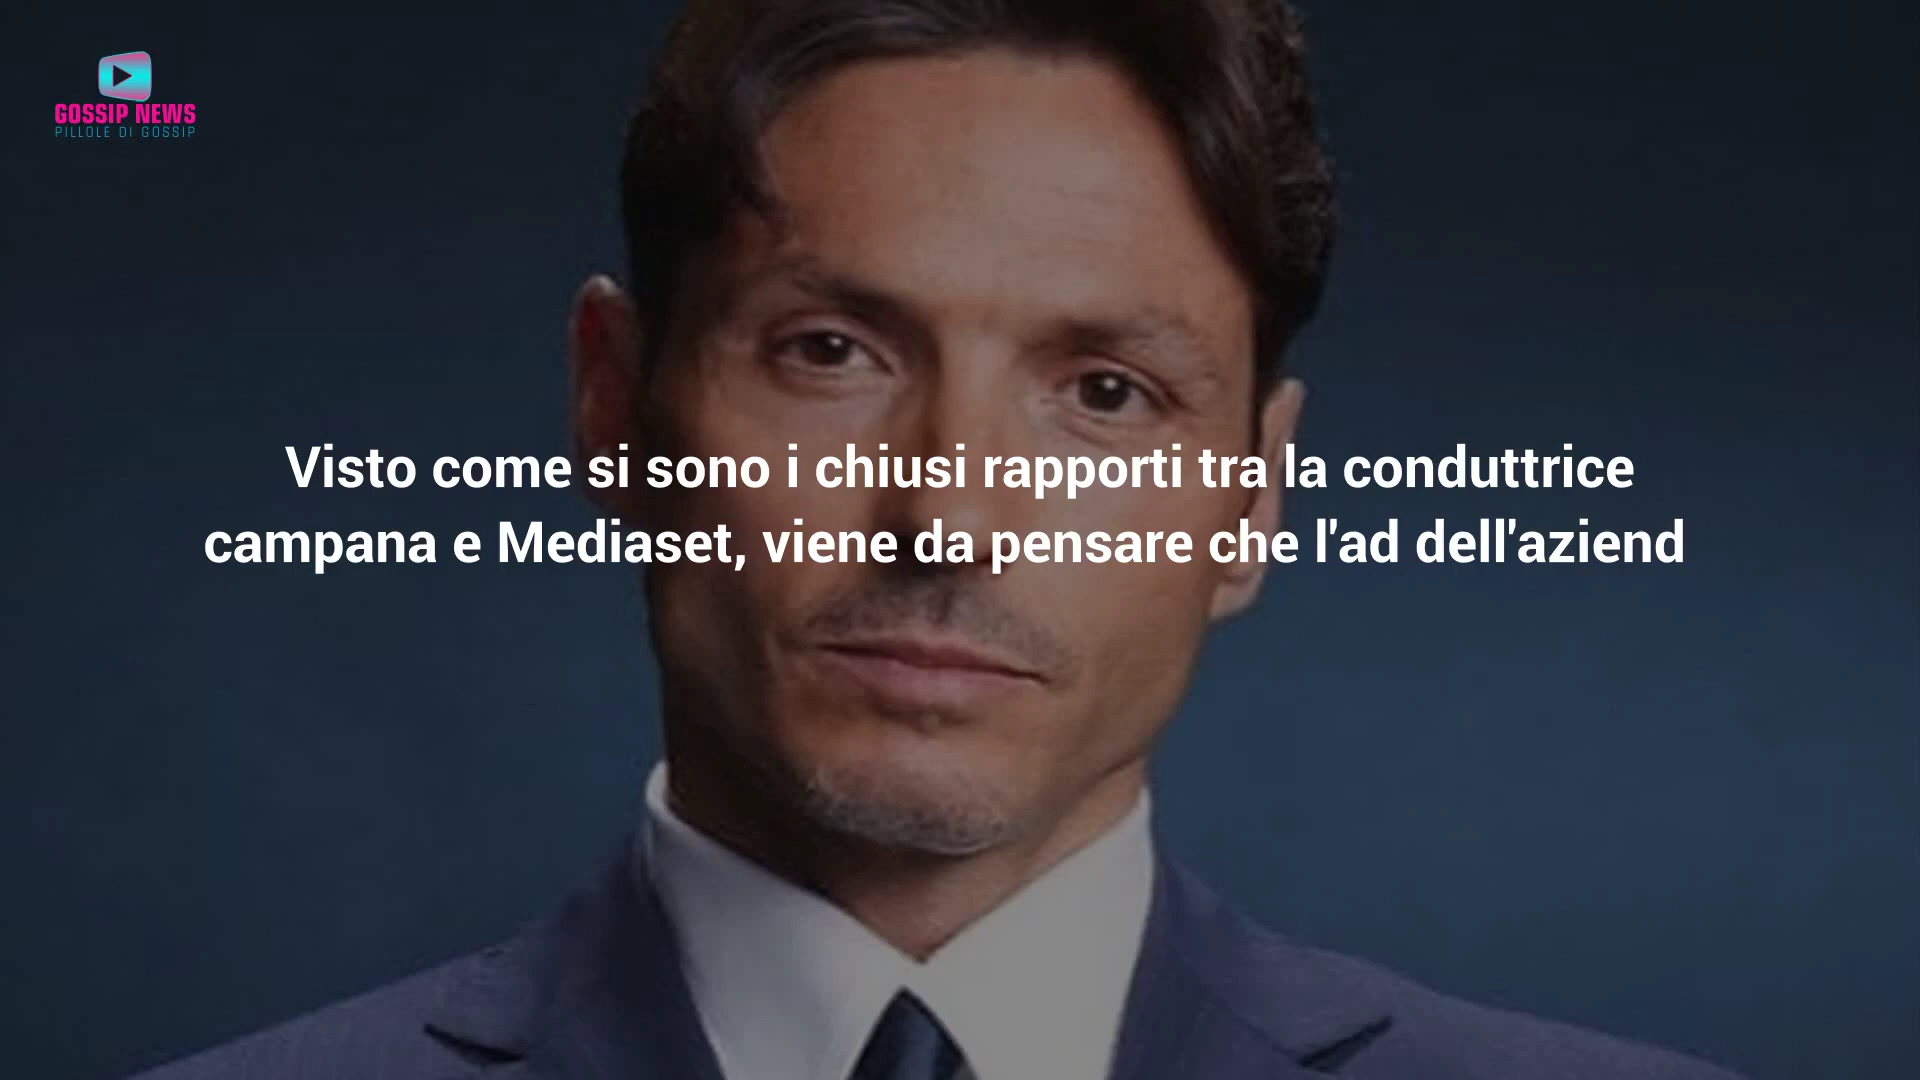 GOSSIP NEWS
PILLOLE DI GOSSIP
Visto come si sono i chiusi rapporti tra la conduttrice
campana e Mediaset, viene da pensare che l'ad dell'aziend